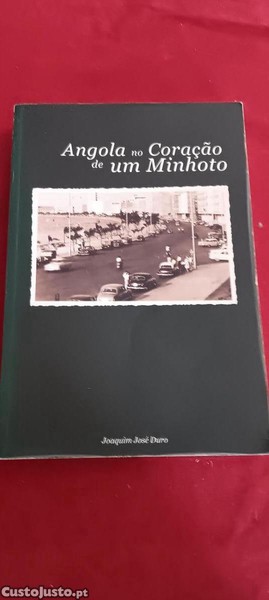 Angola no Coração
de um Minhoto
Joaquim José Duro
CustoJusto.pt